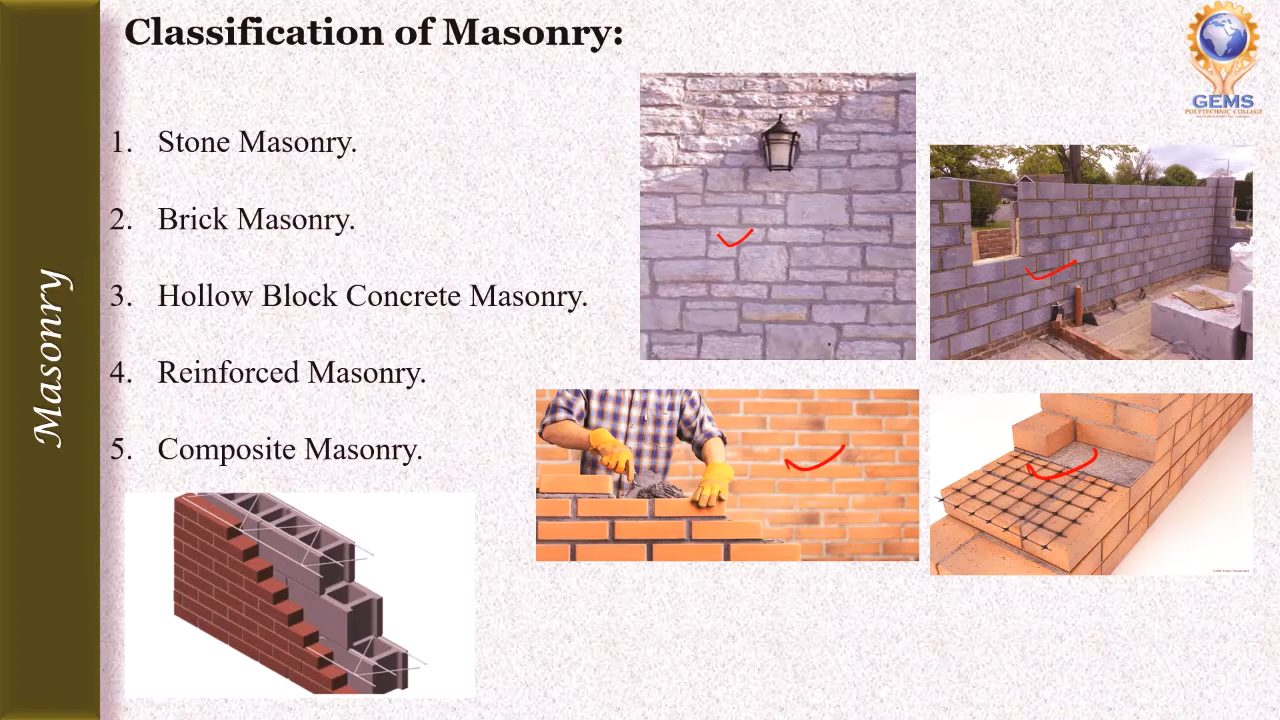 Classification of Masonry:
GEMS
POLYTECHNIC COLLEGE
1. Stone Masonry.
2. Brick Masonry.
3. Hollow Block Concrete Masonry.
4. Reinforced Masonry.
5. Composite Masonry.
Masonry